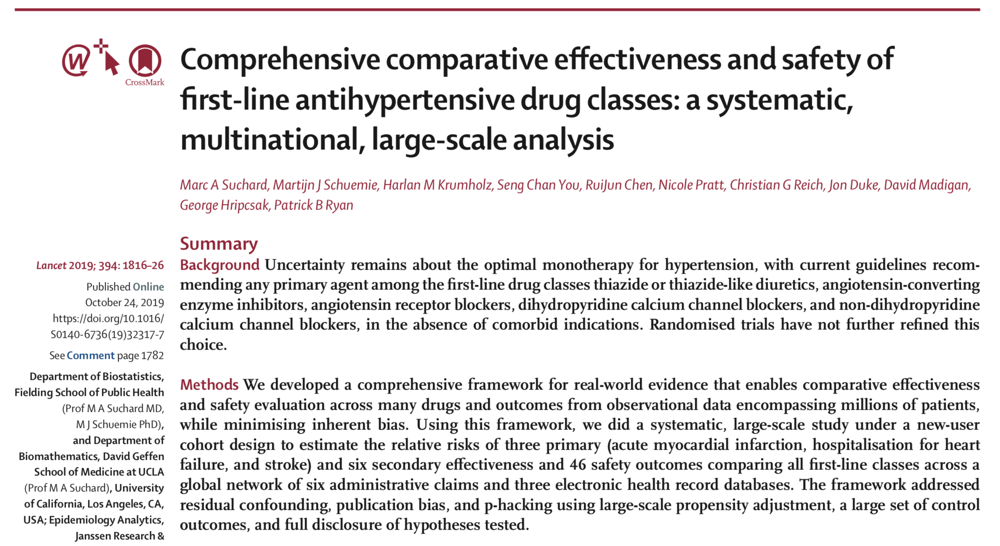 W
CrossMark
Comprehensive comparative effectiveness and safety of
first-line antihypertensive drug classes: a systematic,
multinational, large-scale analysis
Marc A Suchard, Martijn J Schuemie, Harlan M Krumholz, Seng Chan You, RuiJun Chen, Nicole Pratt, Christian G Reich, Jon Duke, David Madigan,
George Hripcsak, Patrick B Ryan
Summary
Background Uncertainty remains about the optimal monotherapy for hypertension, with current guidelines recom-
mending any primary agent among the first-line drug classes thiazide or thiazide-like diuretics, angiotensin-converting
enzyme inhibitors, angiotensin receptor blockers, dihydropyridine calcium channel blockers, and non-dihydropyridine
calcium channel blockers, in the absence of comorbid indications. Randomised trials have not further refined this
choice.
Methods We developed a comprehensive framework for real-world evidence that enables comparative effectiveness
and safety evaluation across many drugs and outcomes from observational data encompassing millions of patients,
while minimising inherent bias. Using this framework, we did a systematic, large-scale study under a new-user
cohort design to estimate the relative risks of three primary (acute myocardial infarction, hospitalisation for heart
failure, and stroke) and six secondary effectiveness and 46 safety outcomes comparing all first-line classes across a
global network of six administrative claims and three electronic health record databases. The framework addressed
residual confounding, publication bias, and p-hacking using large-scale propensity adjustment, a large set of control
outcomes, and full disclosure of hypotheses tested.
Lancet 2019; 394: 1816–26
Published Online
October 24, 2019
https://doi.org/10.1016/
S0140-6736(19)32317-7
See Comment page 1782
Department of Biostatistics,
Fielding School of Public Health
(Prof M A Suchard MD,
M J Schuemie PhD),
and Department of
Biomathematics, David Geffen
School of Medicine at UCLA
(Prof M A Suchard), University
of California, Los Angeles, CA,
USA; Epidemiology Analytics,
Janssen Research &